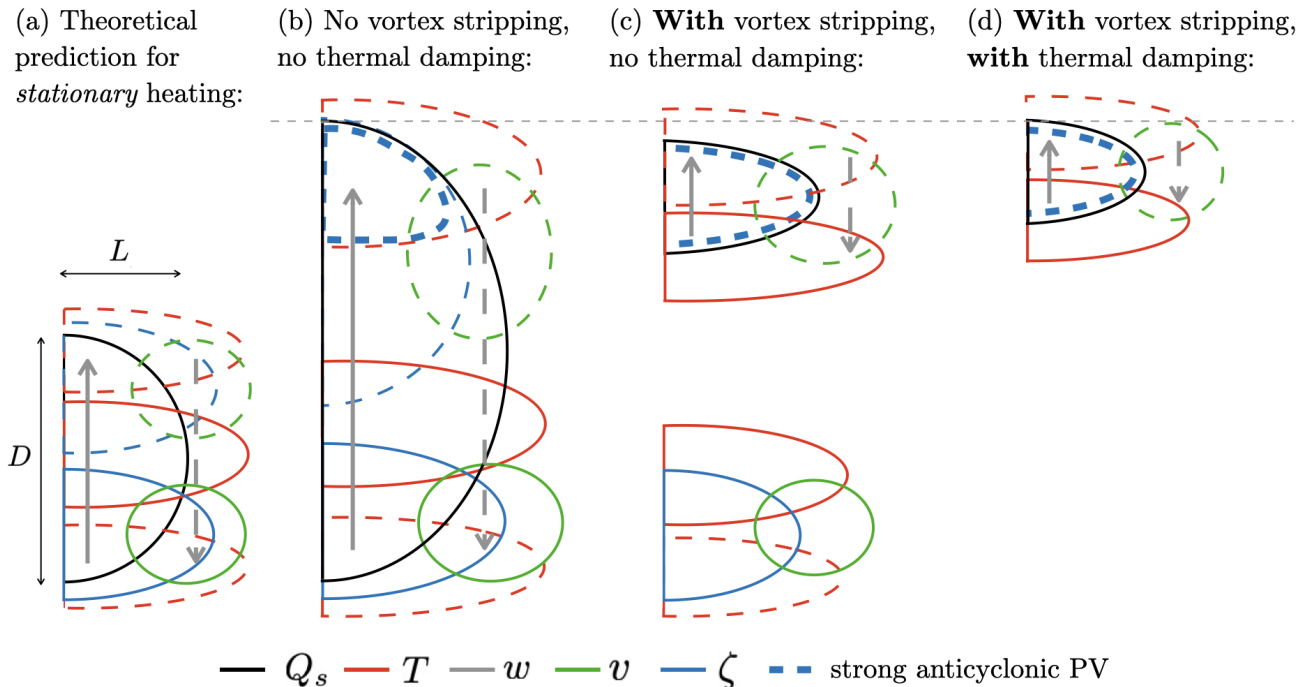 (a) Theoretical
prediction for
stationary heating:
(b) No vortex stripping,
no thermal damping:
(c) With vortex stripping,
no thermal damping:
(d) With vortex stripping,
with thermal damping:
L
D
Q_s T w v ζ strong anticyclonic PV